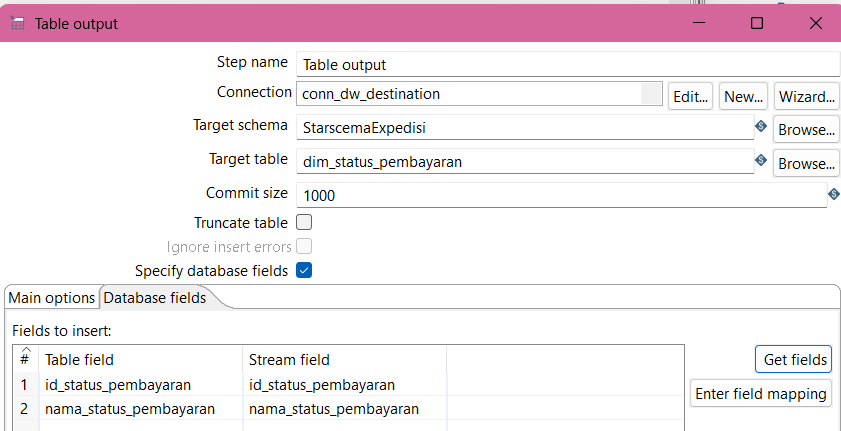 Table output
Step name Table output
Connection conn_dw_destination Edit... New... Wizard...
Target schema StarscemaExpedisi S Browse...
Target table dim_status_pembayaran S Browse...
Commit size 1000 S
Truncate table
Ignore insert errors
Specify database fields
Main options Database fields
Fields to insert:
# Table field Stream field Get fields
1 id_status_pembayaran id_status_pembayaran
Enter field mapping
2 nama_status_pembayaran nama_status_pembayaran